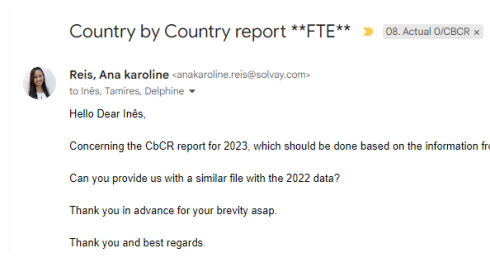 Country by Country report **FTE** 08. Actual 0/CBCR ×
Reis, Ana karoline <anakaroline.reis@solvay.com>
to Inês, Tamires, Delphine
Hello Dear Inês,
Concerning the CbCR report for 2023, which should be done based on the information
Can you provide us with a similar file with the 2022 data?
Thank you in advance for your brevity asap.
Thank you and best regards.